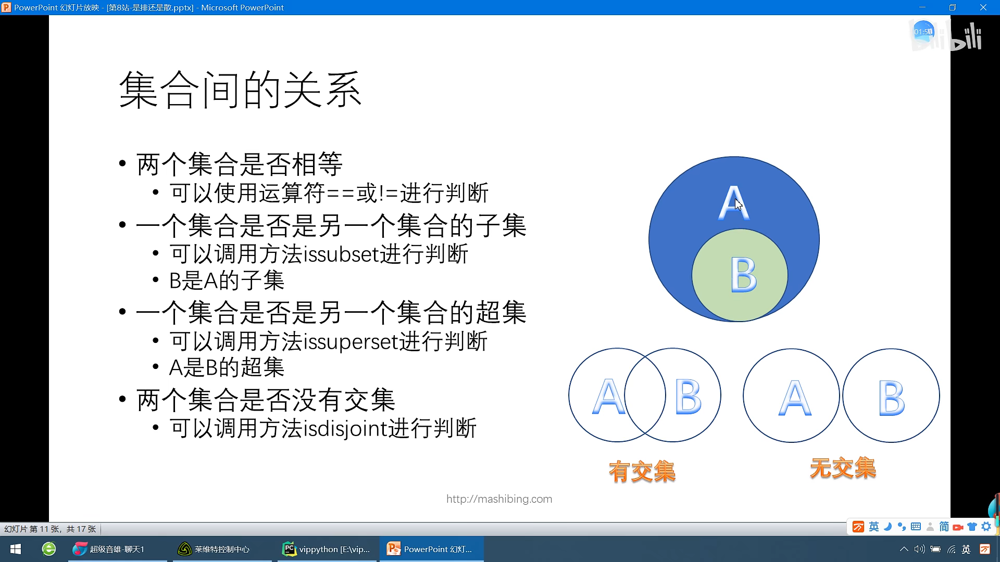 PowerPoint 幻灯片放映 - [第8站-是排还是散.pptx] - Microsoft PowerPoint
01:50
bilibili
集合间的关系
• 两个集合是否相等
• 可以使用运算符==或!=进行判断
• 一个集合是否是另一个集合的子集
• 可以调用方法issubset进行判断
• B是A的子集
• 一个集合是否是另一个集合的超集
• 可以调用方法issuperset进行判断
• A是B的超集
• 两个集合是否没有交集
• 可以调用方法isdisjoint进行判断
A
B
A B
A B
有交集
无交集
http://mashibing.com
幻灯片 第 11 张，共 17 张
英 简
超级音雄-聊天1
莱维特控制中心
vippython [E:\vip...
PowerPoint 幻灯...
英